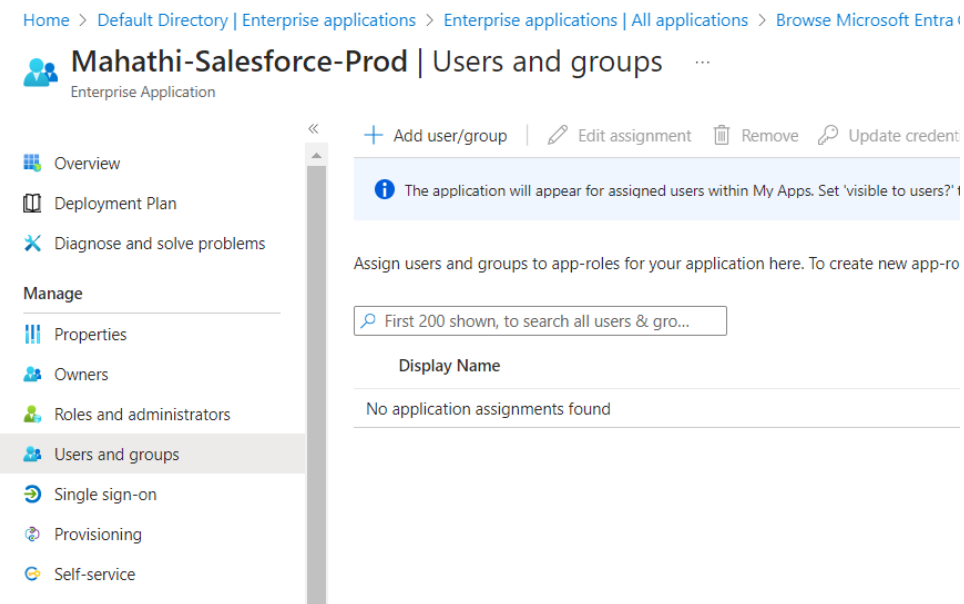 Home > Default Directory | Enterprise applications > Enterprise applications | All applications > Browse Microsoft Entra
Mahathi-Salesforce-Prod | Users and groups ...
Enterprise Application
«
Add user/group | Edit assignment Remove Update credenti
Overview
The application will appear for assigned users within My Apps. Set 'visible to users?'
Deployment Plan
Diagnose and solve problems
Assign users and groups to app-roles for your application here. To create new app-ro
Manage
First 200 shown, to search all users & gro...
Properties
Display Name
Owners
No application assignments found
Roles and administrators
Users and groups
Single sign-on
Provisioning
Self-service